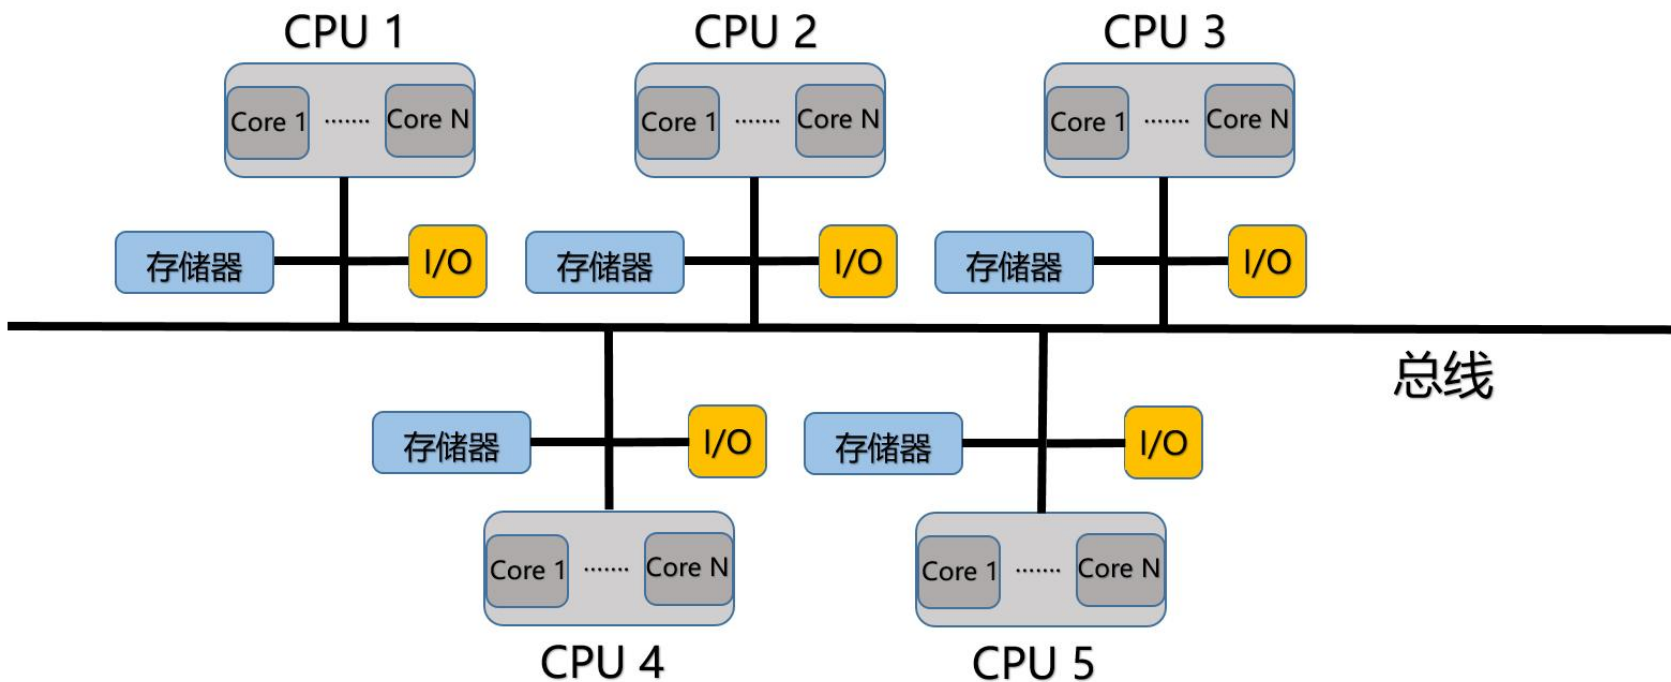 CPU 1
CPU 2
CPU 3
Core 1 ······· Core N
Core 1 ······· Core N
Core 1 ······· Core N
存储器
I/O
存储器
I/O
存储器
I/O
总线
存储器
I/O
存储器
I/O
Core 1 ······· Core N
Core 1 ······· Core N
CPU 4
CPU 5